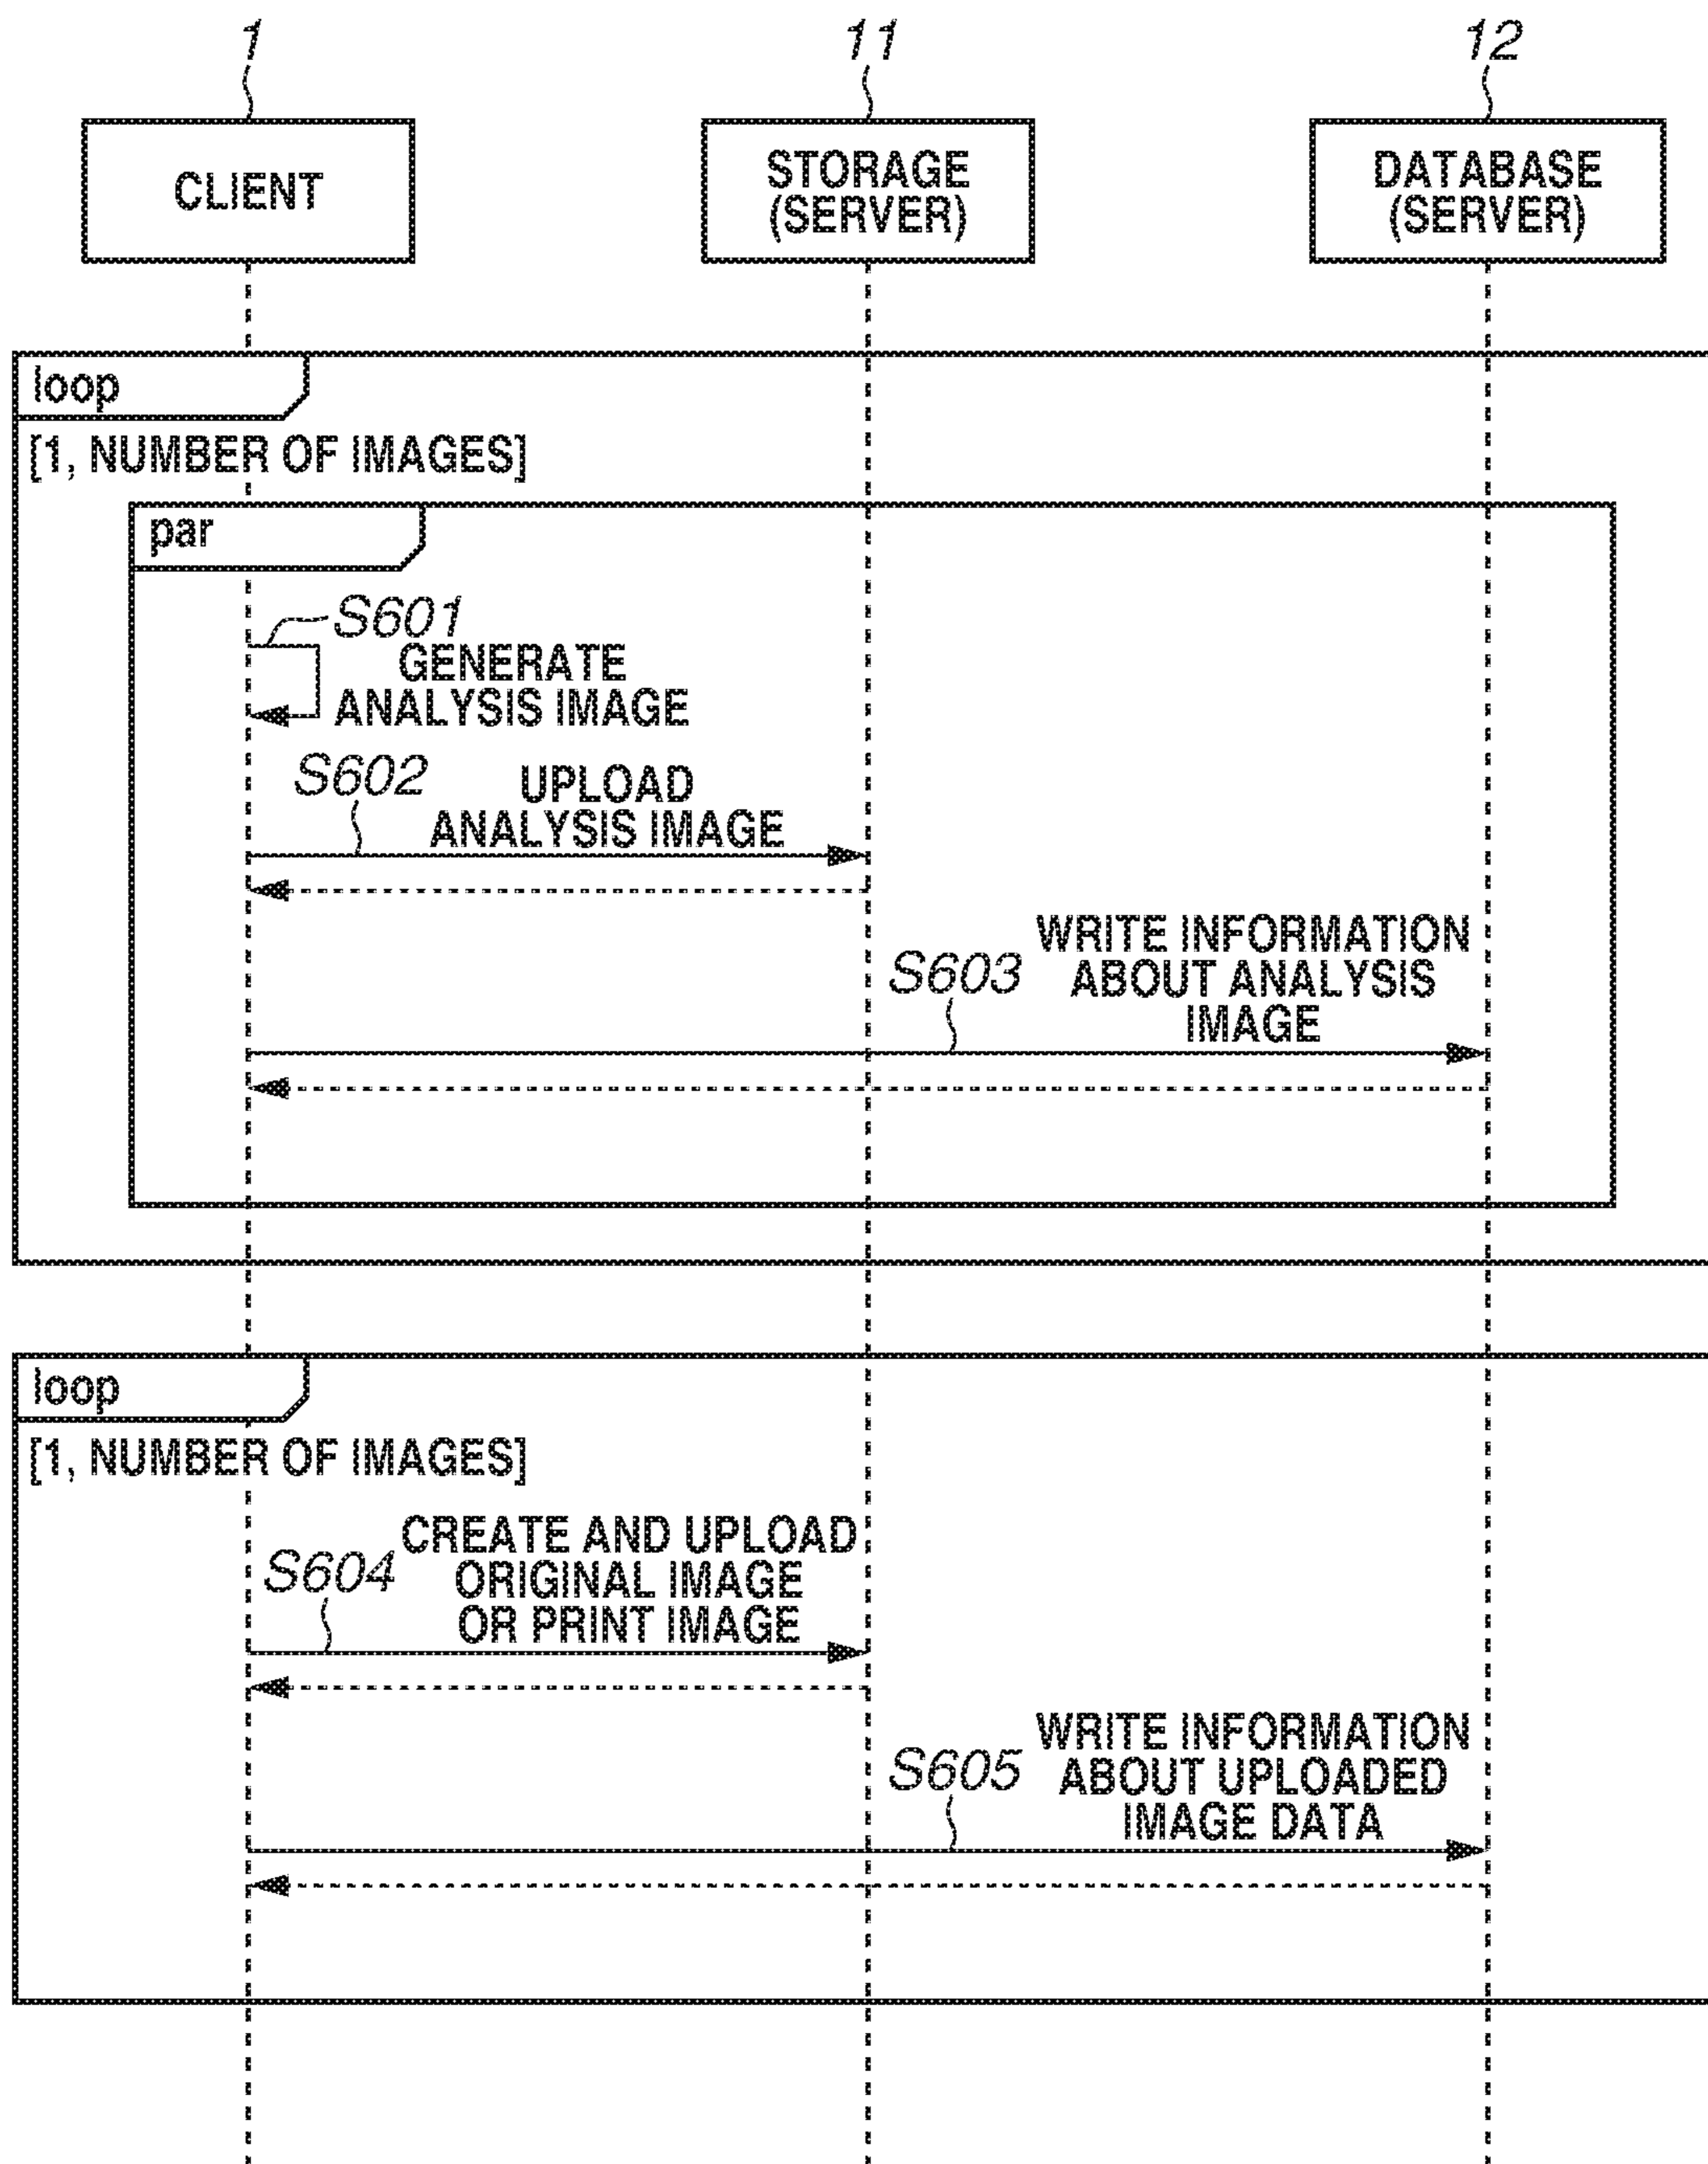 1
11
12
CLIENT
STORAGE
(SERVER)
DATABASE
(SERVER)
loop
[1, NUMBER OF IMAGES]
par
S601
GENERATE
ANALYSIS IMAGE
S602
UPLOAD
ANALYSIS IMAGE
S603
WRITE INFORMATION
ABOUT ANALYSIS
IMAGE
loop
[1, NUMBER OF IMAGES]
S604
CREATE AND UPLOAD
ORIGINAL IMAGE
OR PRINT IMAGE
S605
WRITE INFORMATION
ABOUT UPLOADED
IMAGE DATA